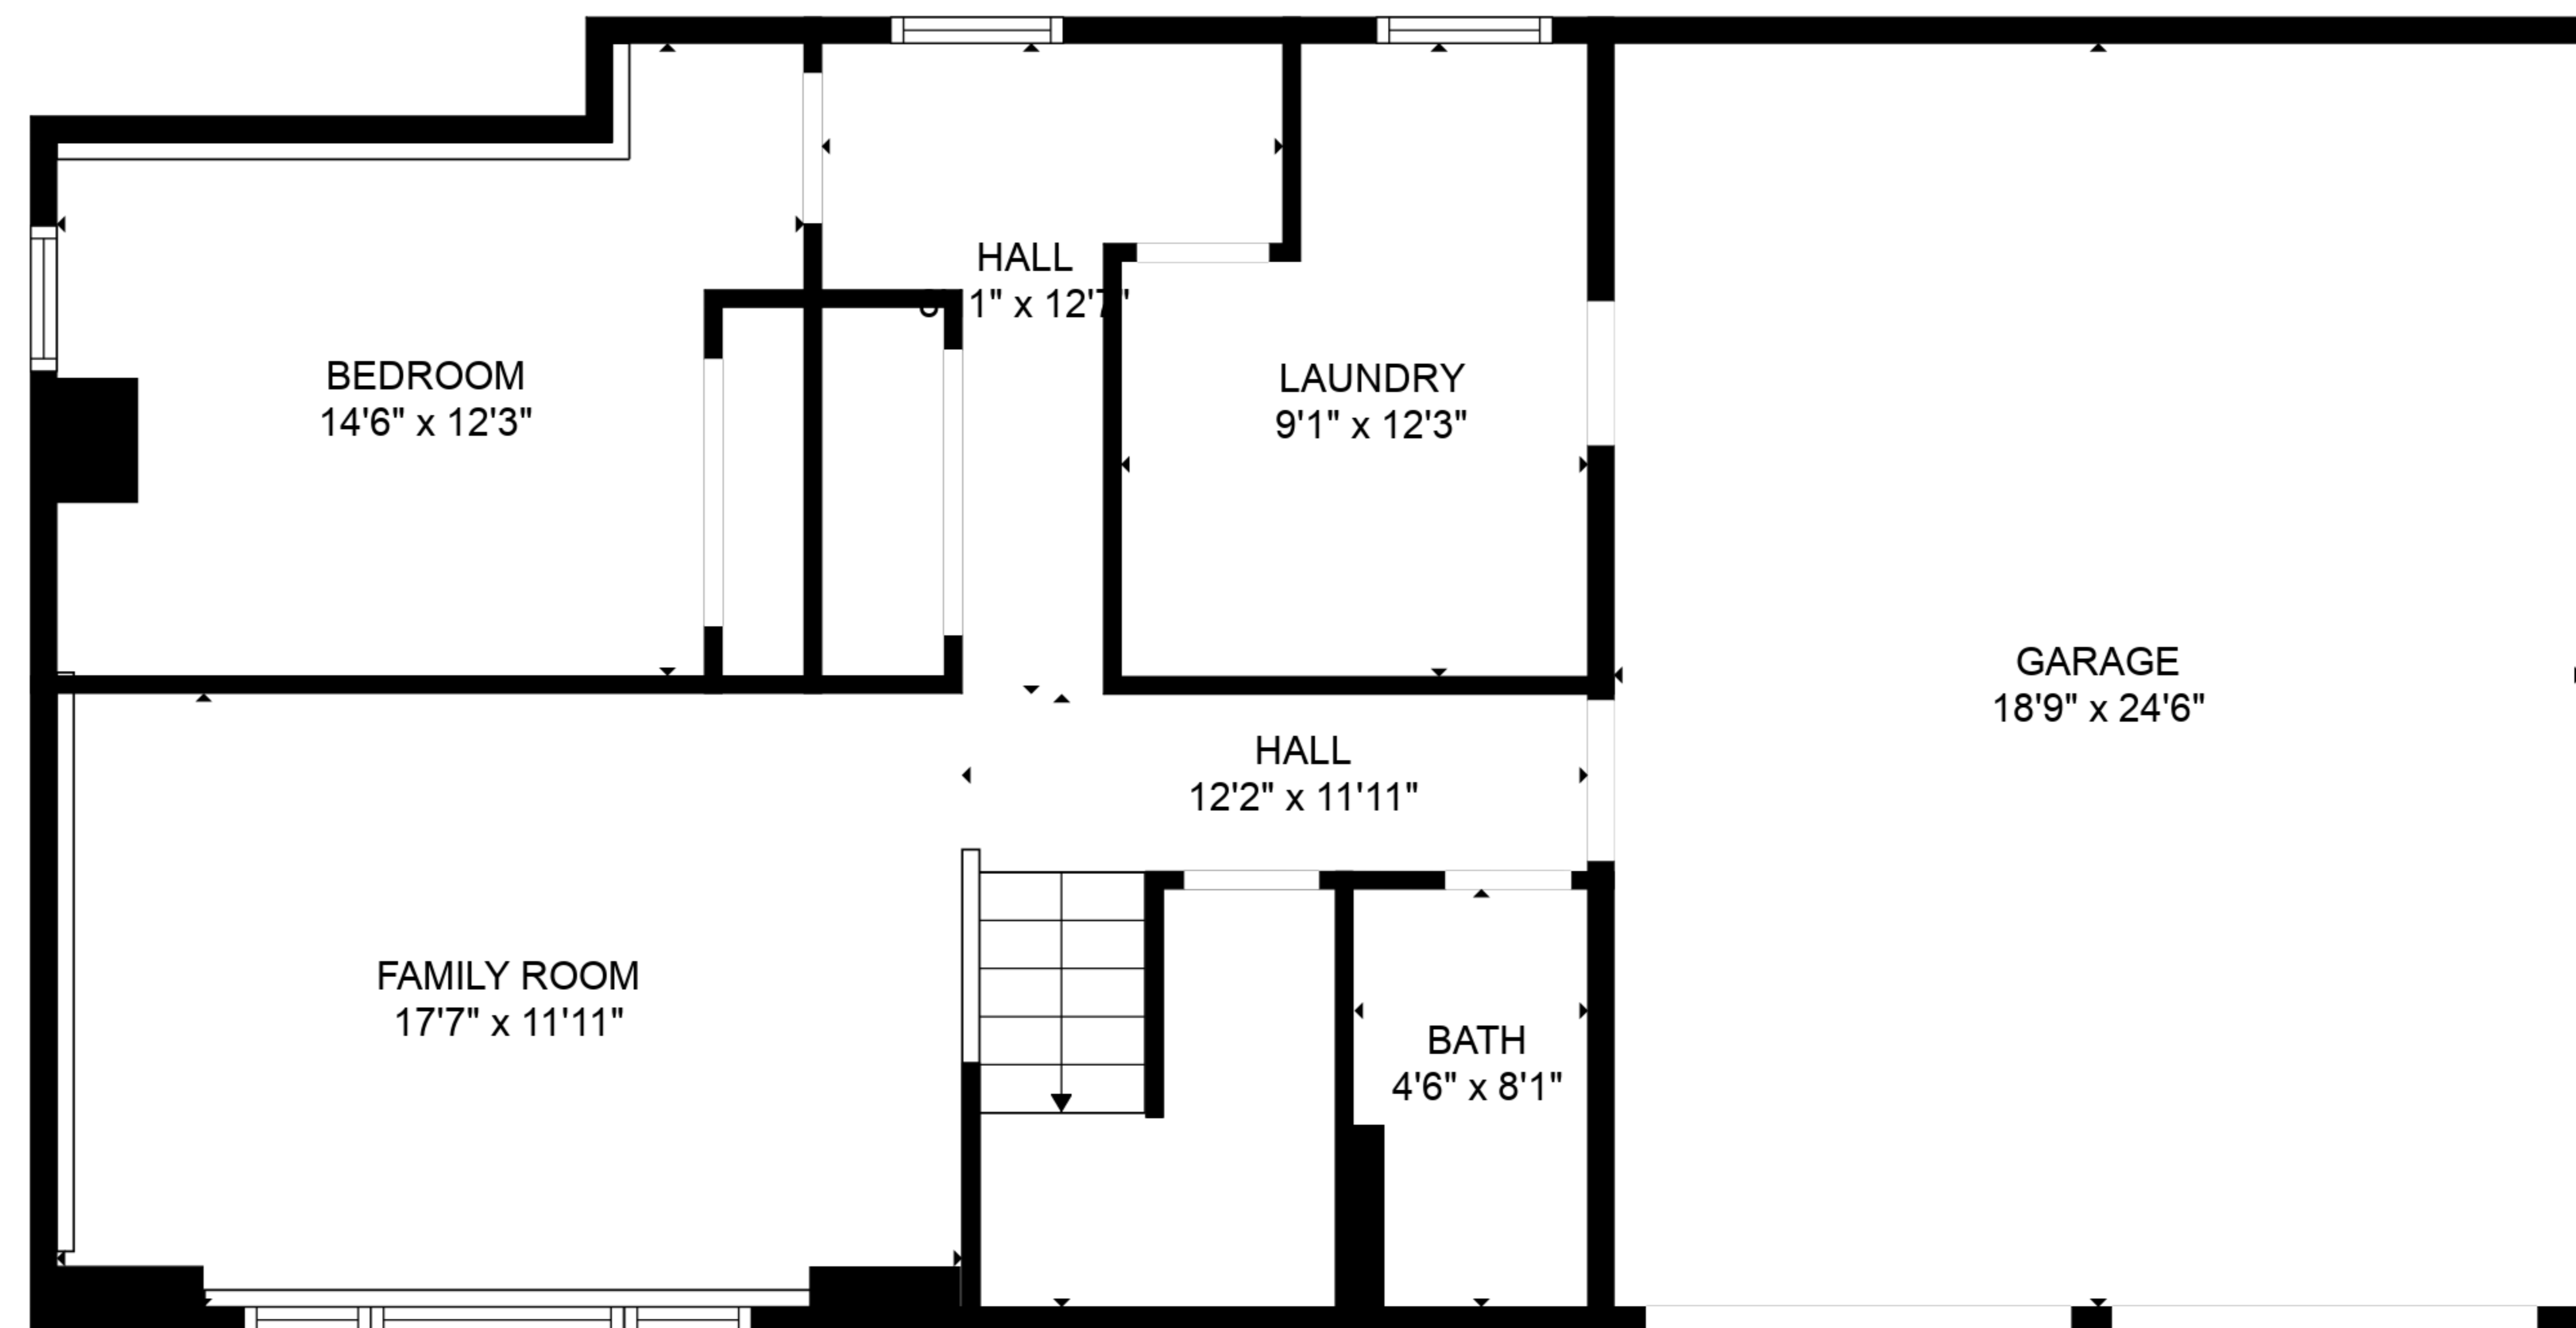 HALL
1" x 12'7"
BEDROOM
14'6" x 12'3"
LAUNDRY
9'1" x 12'3"
GARAGE
18'9" x 24'6"
HALL
12'2" x 11'11"
FAMILY ROOM
17'7" x 11'11"
BATH
4'6" x 8'1"